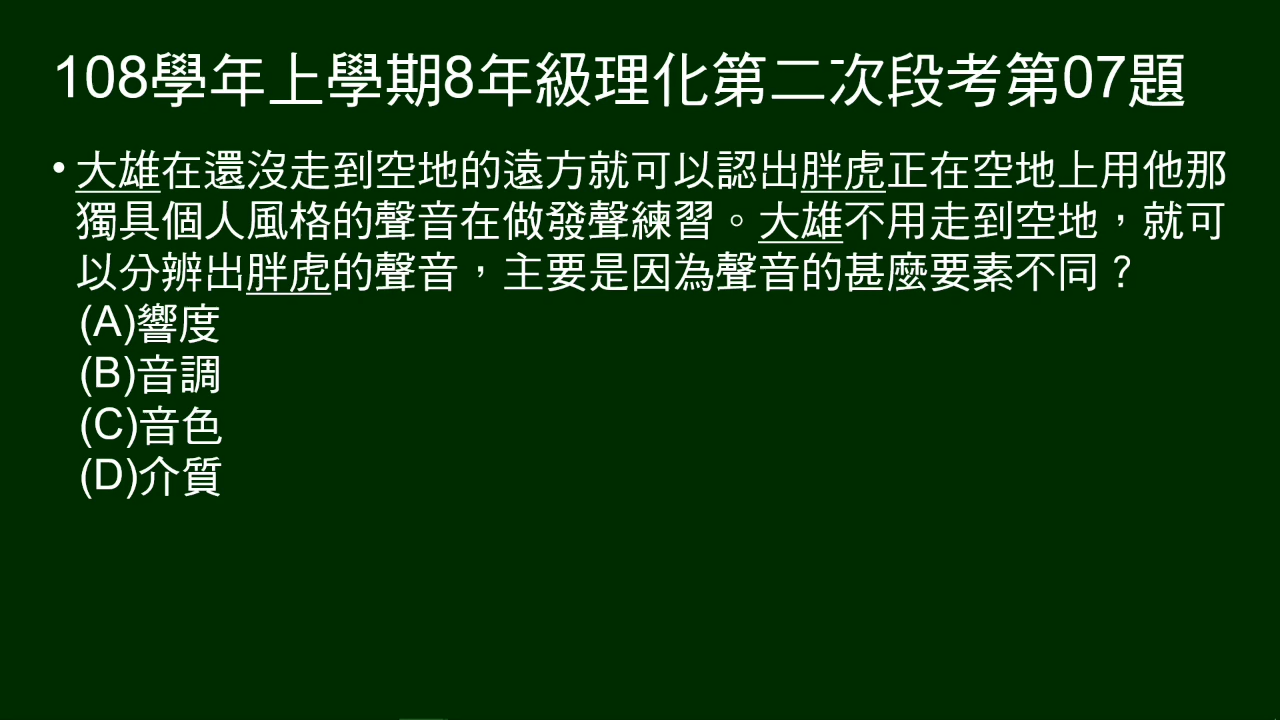 108學年上學期8年級理化第二次段考第07題
• 大雄在還沒走到空地的遠方就可以認出胖虎正在空地上用他那
獨具個人風格的聲音在做發聲練習。大雄不用走到空地，就可
以分辨出胖虎的聲音，主要是因為聲音的甚麼要素不同？
(A)響度
(B)音調
(C)音色
(D)介質